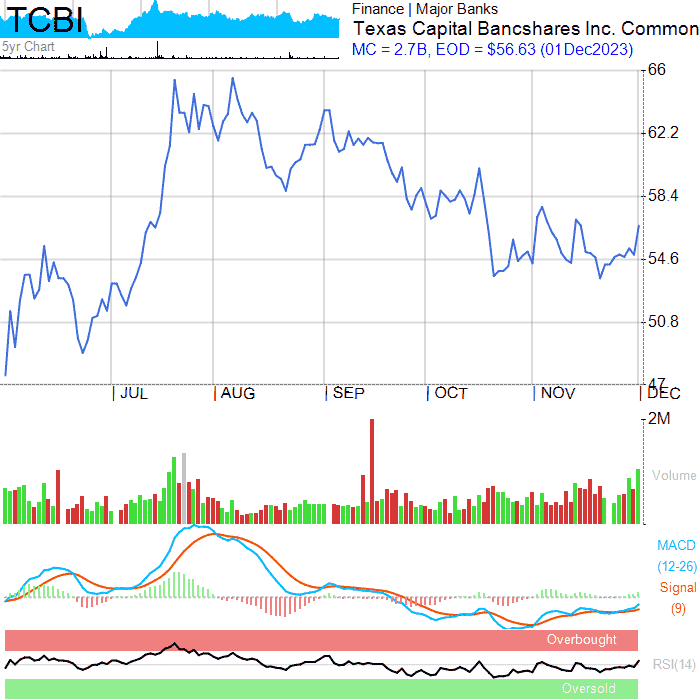 TCBI
5yr Chart
Finance | Major Banks
Texas Capital Bancshares Inc. Common
MC = 2.7B, EOD = $56.63 (01Dec2023)
66
62.2
58.4
54.6
50.8
47
JUL AUG SEP OCT NOV DEC
2M
Volume
MACD
(12-26)
Signal
(9)
Overbought
RSI(14)
Oversold